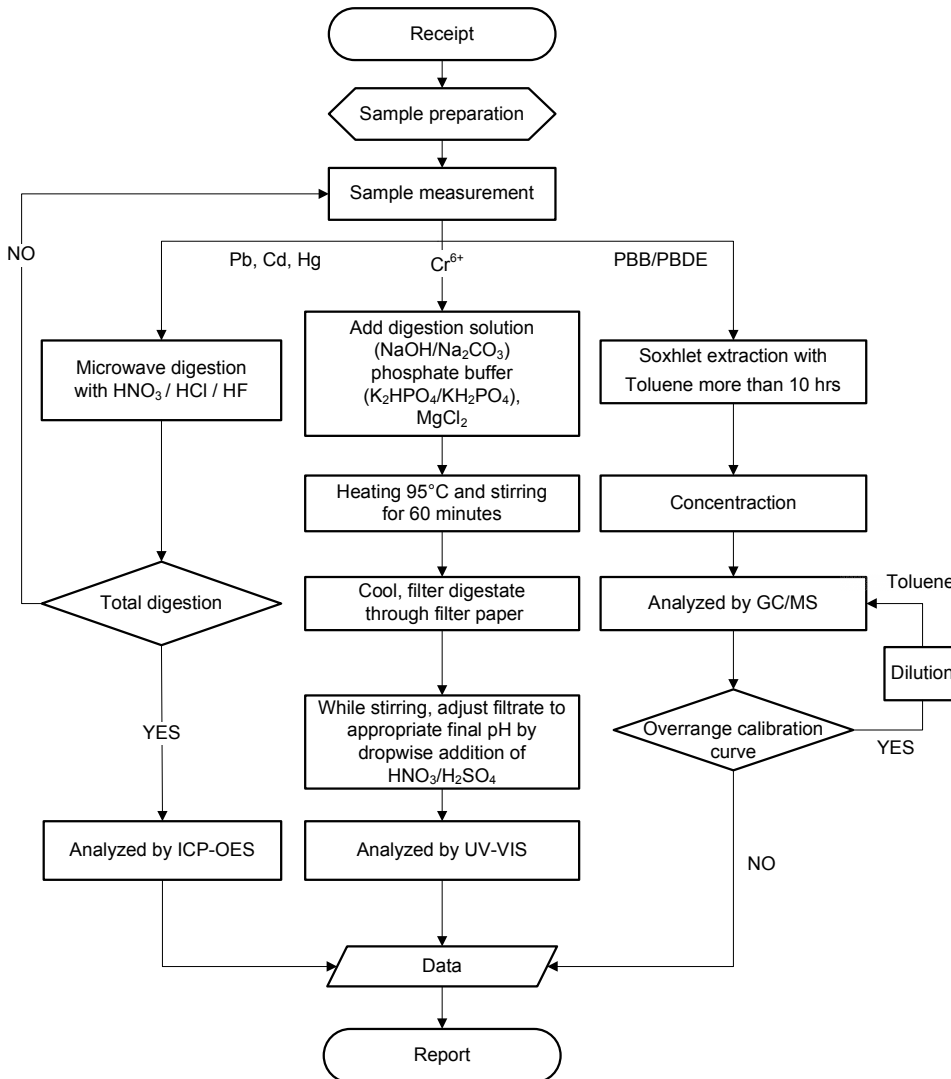 Receipt
Sample preparation
Sample measurement
NO
Pb, Cd, Hg
Cr⁶⁺
PBB/PBDE
Microwave digestion
with HNO₃ / HCl / HF
Add digestion solution
(NaOH/Na₂CO₃)
phosphate buffer
(K₂HPO₄/KH₂PO₄),
MgCl₂
Soxhlet extraction with
Toluene more than 10 hrs
Heating 95°C and stirring
for 60 minutes
Concentraction
Total digestion
Cool, filter digestate
through filter paper
Analyzed by GC/MS
Toluene
Dilution
YES
While stirring, adjust filtrate to
appropriate final pH by
dropwise addition of
HNO₃/H₂SO₄
Overrange calibration
curve
YES
Analyzed by ICP-OES
Analyzed by UV-VIS
NO
Data
Report